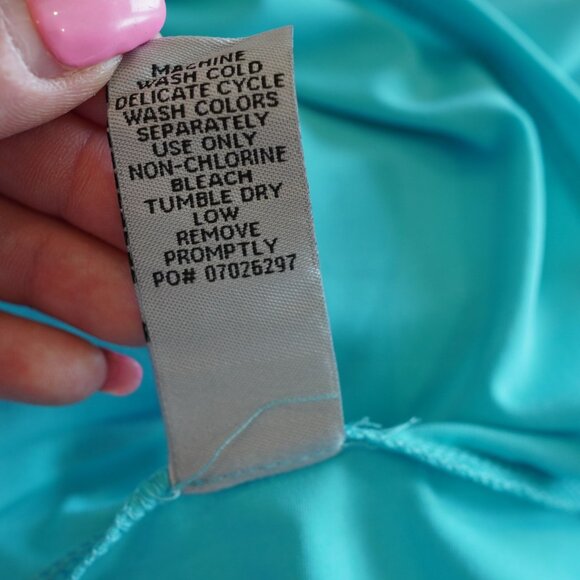 MACHINE
WASH COLD
DELICATE CYCLE
WASH COLORS
SEPARATELY
USE ONLY
NON-CHLORINE
BLEACH
TUMBLE DRY
LOW
REMOVE
PROMPTLY
PO# 07026297